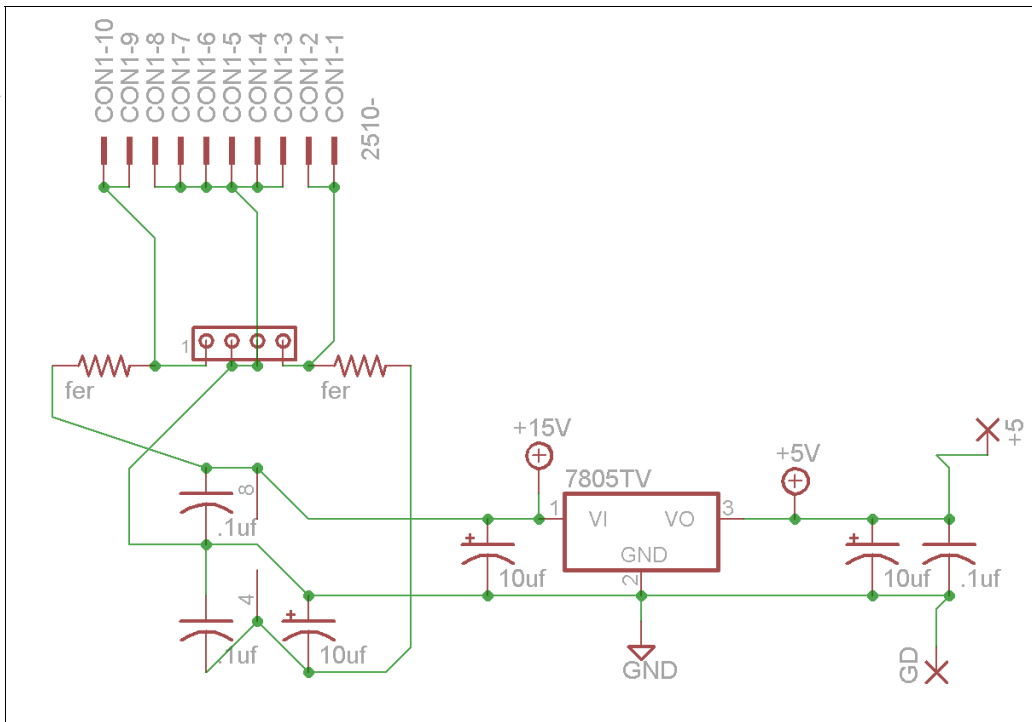 CON1-10
CON1-9
CON1-8
CON1-7
CON1-6
CON1-5
CON1-4
CON1-3
CON1-2
CON1-1
2510-
1
fer
fer
+15V
+5V
+5
7805TV
8
.1uf
1
VI
VO
3
GND
2
10uf
10uf
.1uf
4
.1uf
10uf
GND
GD